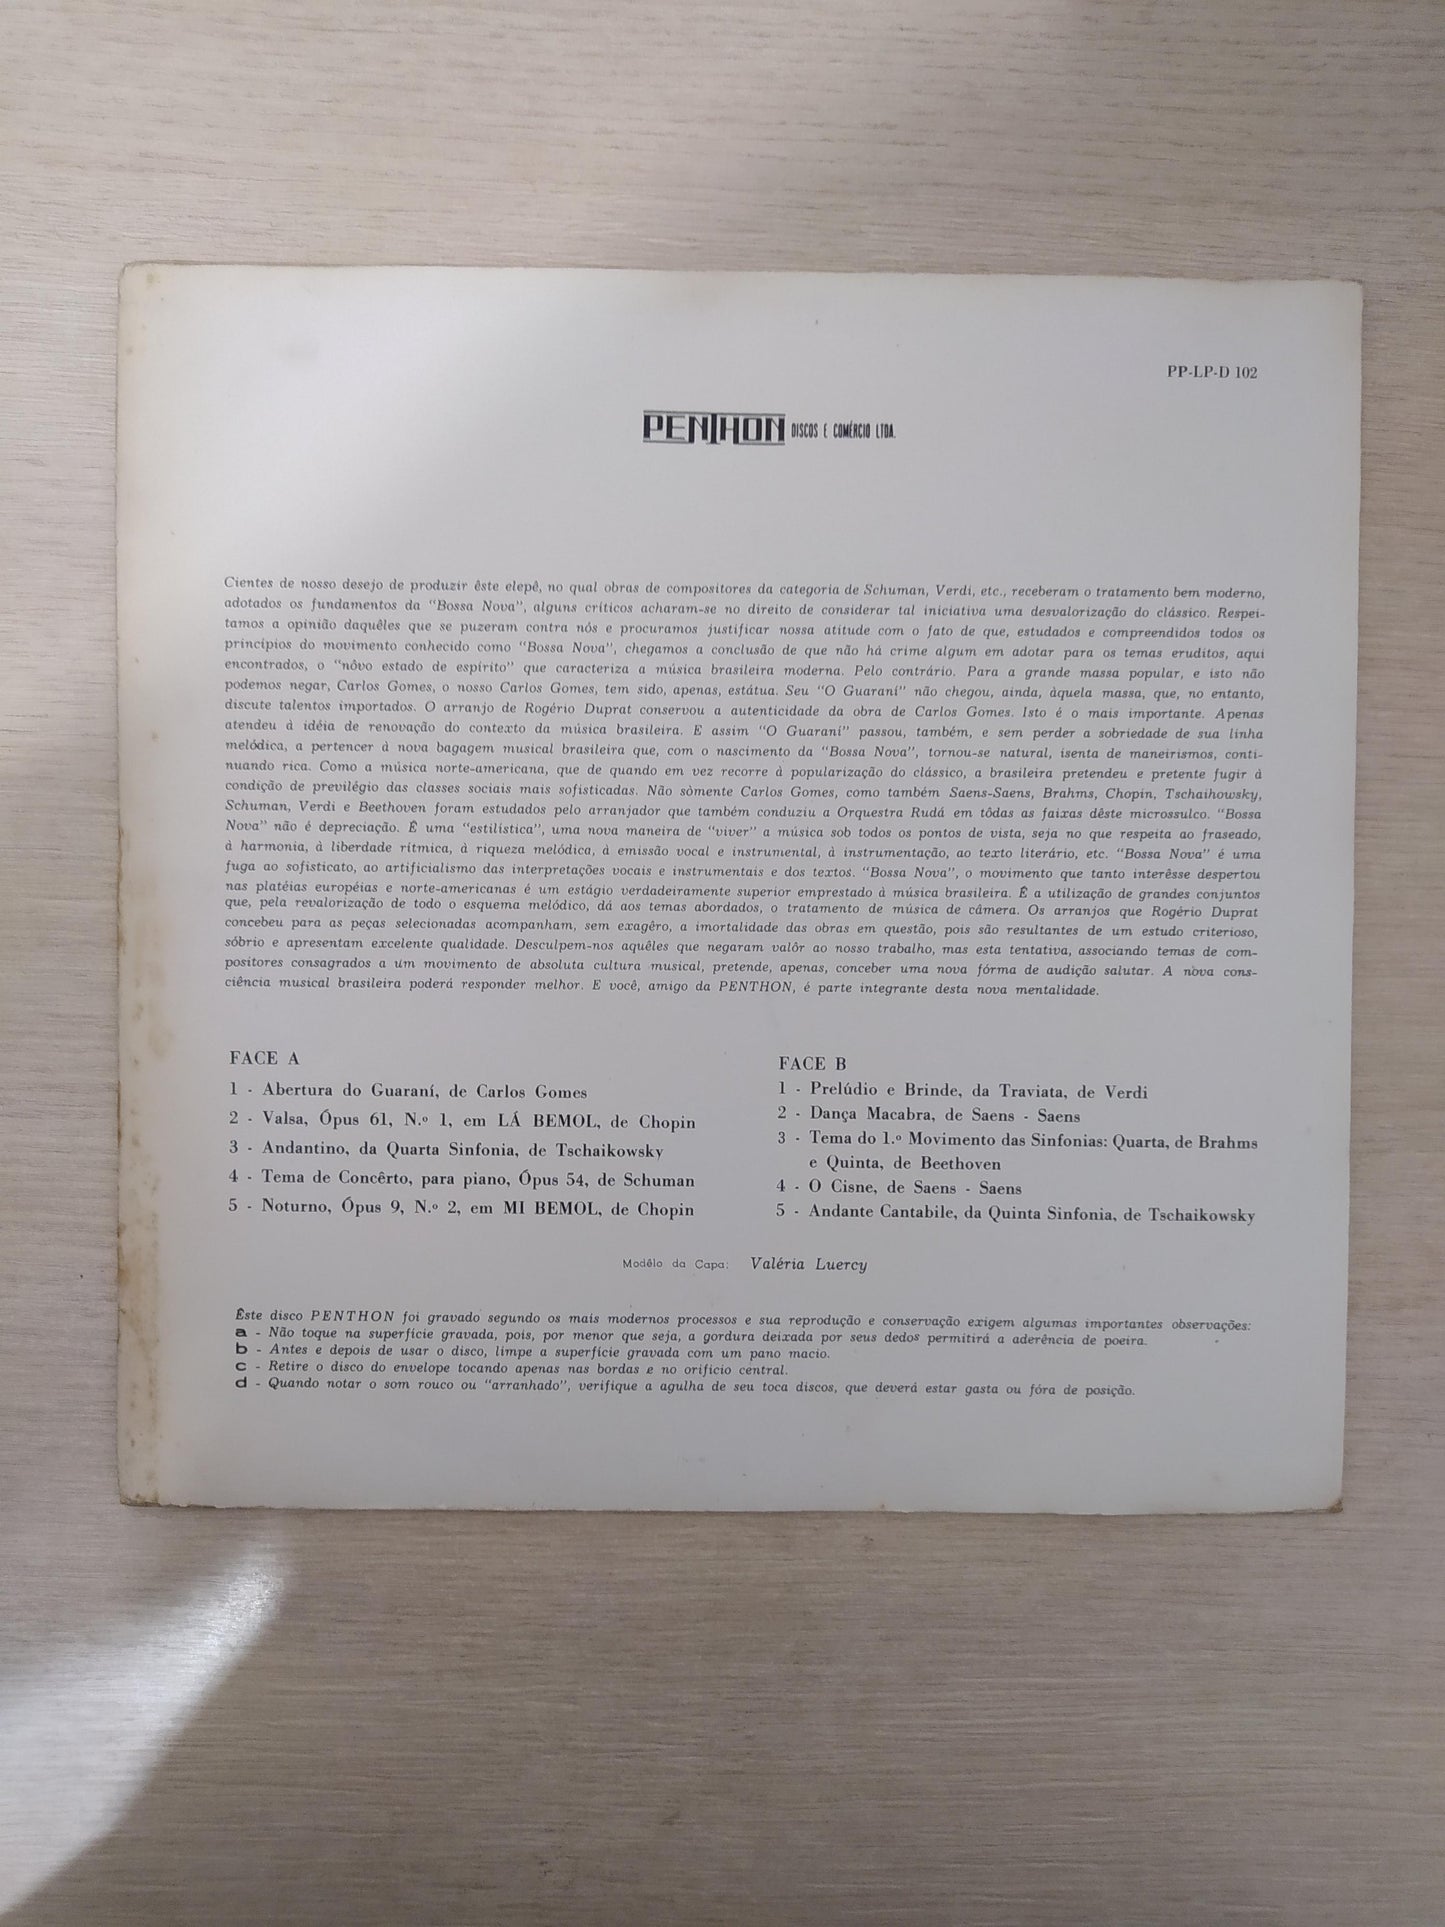 PP-LP-D 102
PENTHON DISCOS E COMÉRCIO LTDA.
Cientes de nosso desejo de produzir êste elepê, no qual obras de compositores da categoria de Schuman, Verdi, etc., receberam o tratamento bem moderno,
adotados os fundamentos da "Bossa Nova", alguns críticos acharam-se no direito de considerar tal iniciativa uma desvalorização do clássico. Respei-
tamos a opinião daquêles que se puzeram contra nós e procuramos justificar nossa atitude com o fato de que, estudados e compreendidos todos os
princípios do movimento conhecido como "Bossa Nova", chegamos a conclusão de que não há crime algum em adotar para os temas eruditos, aqui
encontrados, o "nôvo estado de espírito" que caracteriza a música brasileira moderna. Pelo contrário. Para a grande massa popular, e isto não
podemos negar, Carlos Gomes, o nosso Carlos Gomes, tem sido, apenas, estátua. Seu "O Guaraní" não chegou, ainda, àquela massa, que, no entanto,
discute talentos importados. O arranjo de Rogério Duprat conservou a autenticidade da obra de Carlos Gomes. Isto é o mais importante. Apenas
atendeu à idéia de renovação do contexto da música brasileira. E assim "O Guaraní" passou, também, e sem perder a sobriedade de sua linha
melódica, a pertencer à nova bagagem musical brasileira que, com o nascimento da "Bossa Nova", tornou-se natural, isenta de maneirismos, conti-
nuando rica. Como a música norte-americana, que de quando em vez recorre à popularização do clássico, a brasileira pretendeu e pretente fugir à
condição de previlégio das classes sociais mais sofisticadas. Não sòmente Carlos Gomes, como também Saens-Saens, Brahms, Chopin, Tschaihowsky,
Schuman, Verdi e Beethoven foram estudados pelo arranjador que também conduziu a Orquestra Rudá em tôdas as faixas dêste microssulco. "Bossa
Nova" não é depreciação. É uma "estilística", uma nova maneira de "viver" a música sob todos os pontos de vista, seja no que respeita ao fraseado,
à harmonia, à liberdade rítmica, à riqueza melódica, à emissão vocal e instrumental, à instrumentação, ao texto literário, etc. "Bossa Nova" é uma
fuga ao sofisticato, ao artificialismo das interpretações vocais e instrumentais e dos textos. "Bossa Nova", o movimento que tanto interêsse despertou
nas platéias européias e norte-americanas é um estágio verdadeiramente superior emprestado à música brasileira. É a utilização de grandes conjuntos
que, pela revalorização de todo o esquema melódico, dá aos temas abordados, o tratamento de música de câmera. Os arranjos que Rogério Duprat
concebeu para as peças selecionadas acompanham, sem exagêro, a imortalidade das obras em questão, pois são resultantes de um estudo criterioso,
sóbrio e apresentam excelente qualidade. Desculpem-nos aquêles que negaram valôr ao nosso trabalho, mas esta tentativa, associando temas de com-
positores consagrados a um movimento de absoluta cultura musical, pretende, apenas, conceber uma nova fórma de audição salutar. A nova cons-
ciência musical brasileira poderá responder melhor. E você, amigo da PENTHON, é parte integrante desta nova mentalidade.
FACE A
1 - Abertura do Guaraní, de Carlos Gomes
2 - Valsa, Ópus 61, N.º 1, em LÁ BEMOL, de Chopin
3 - Andantino, da Quarta Sinfonia, de Tschaikowsky
4 - Tema de Concêrto, para piano, Ópus 54, de Schuman
5 - Noturno, Ópus 9, N.º 2, em MI BEMOL, de Chopin
FACE B
1 - Prelúdio e Brinde, da Traviata, de Verdi
2 - Dança Macabra, de Saens - Saens
3 - Tema do 1.º Movimento das Sinfonias: Quarta, de Brahms
e Quinta, de Beethoven
4 - O Cisne, de Saens - Saens
5 - Andante Cantabile, da Quinta Sinfonia, de Tschaikowsky
Modêlo da Capa: Valéria Luercy
Êste disco PENTHON foi gravado segundo os mais modernos processos e sua reprodução e conservação exigem algumas importantes observações:
a - Não toque na superfície gravada, pois, por menor que seja, a gordura deixada por seus dedos permitirá a aderência de poeira.
b - Antes e depois de usar o disco, limpe a superfície gravada com um pano macio.
c - Retire o disco do envelope tocando apenas nas bordas e no orifício central.
d - Quando notar o som rouco ou "arranhado", verifique a agulha de seu toca discos, que deverá estar gasta ou fóra de posição.